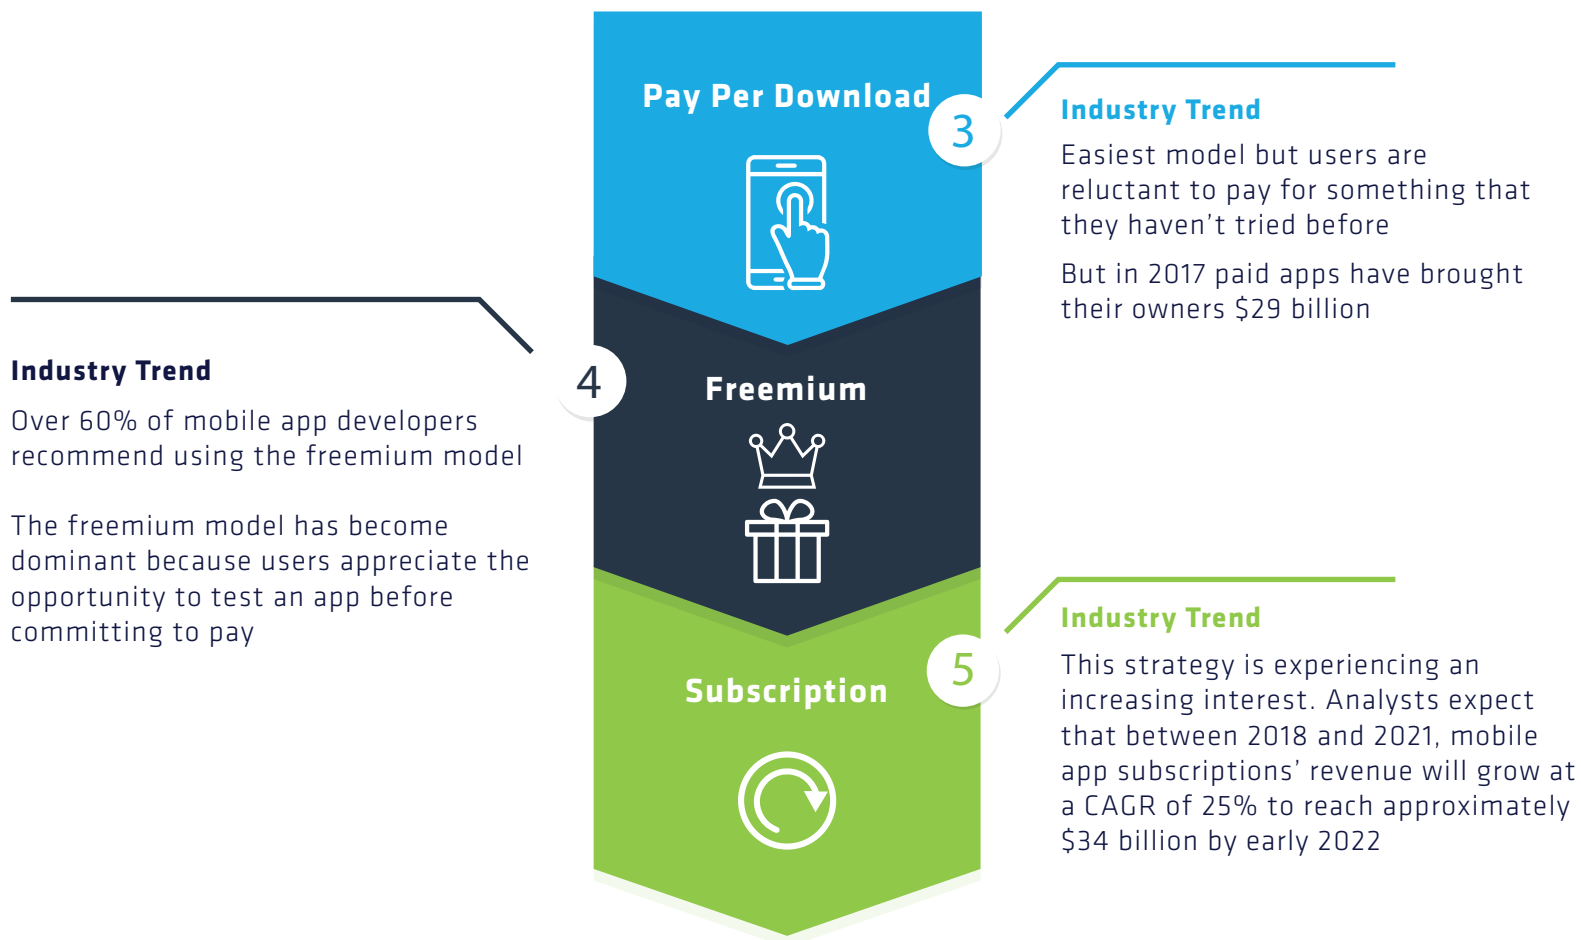 Pay Per Download
3
Industry Trend
Easiest model but users are
reluctant to pay for something that
they haven't tried before
But in 2017 paid apps have brought
their owners $29 billion
4
Freemium
Industry Trend
Over 60% of mobile app developers
recommend using the freemium model
The freemium model has become
dominant because users appreciate the
opportunity to test an app before
committing to pay
Subscription
5
Industry Trend
This strategy is experiencing an
increasing interest. Analysts expect
that between 2018 and 2021, mobile
app subscriptions' revenue will grow at
a CAGR of 25% to reach approximately
$34 billion by early 2022